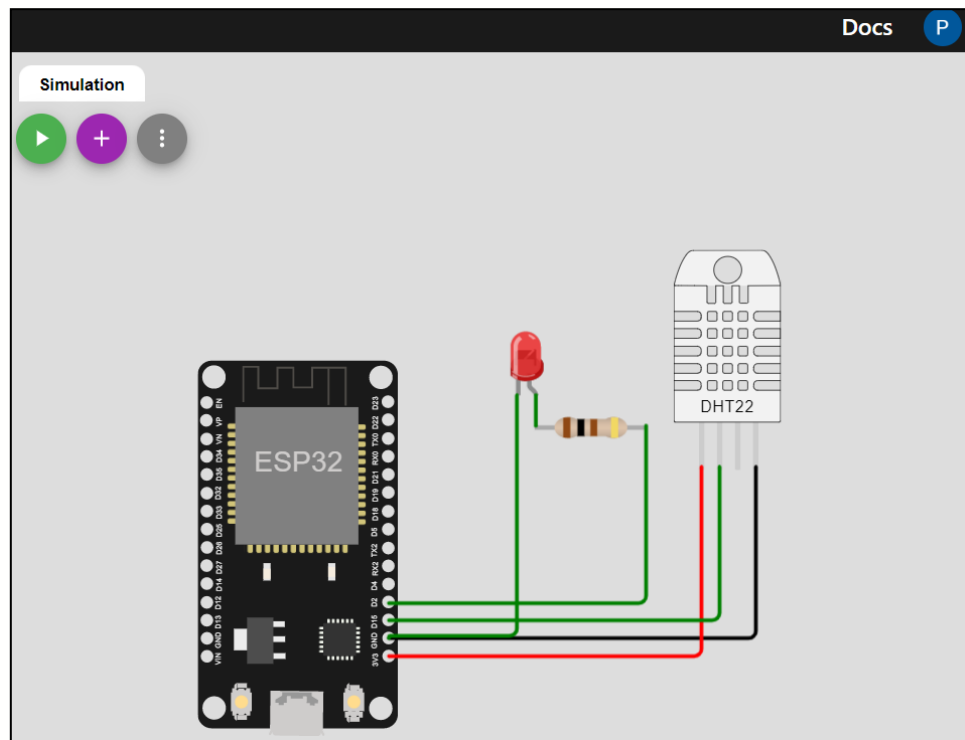 Docs P
Simulation
DHT22
ESP32
EN
VP
VN
D34
D35
D32
D33
D25
D26
D27
D14
D12
D13
GND
VIN
D23
D22
TX0
RX0
D21
D19
D18
D5
TX2
RX2
D4
D2
D15
GND
3V3